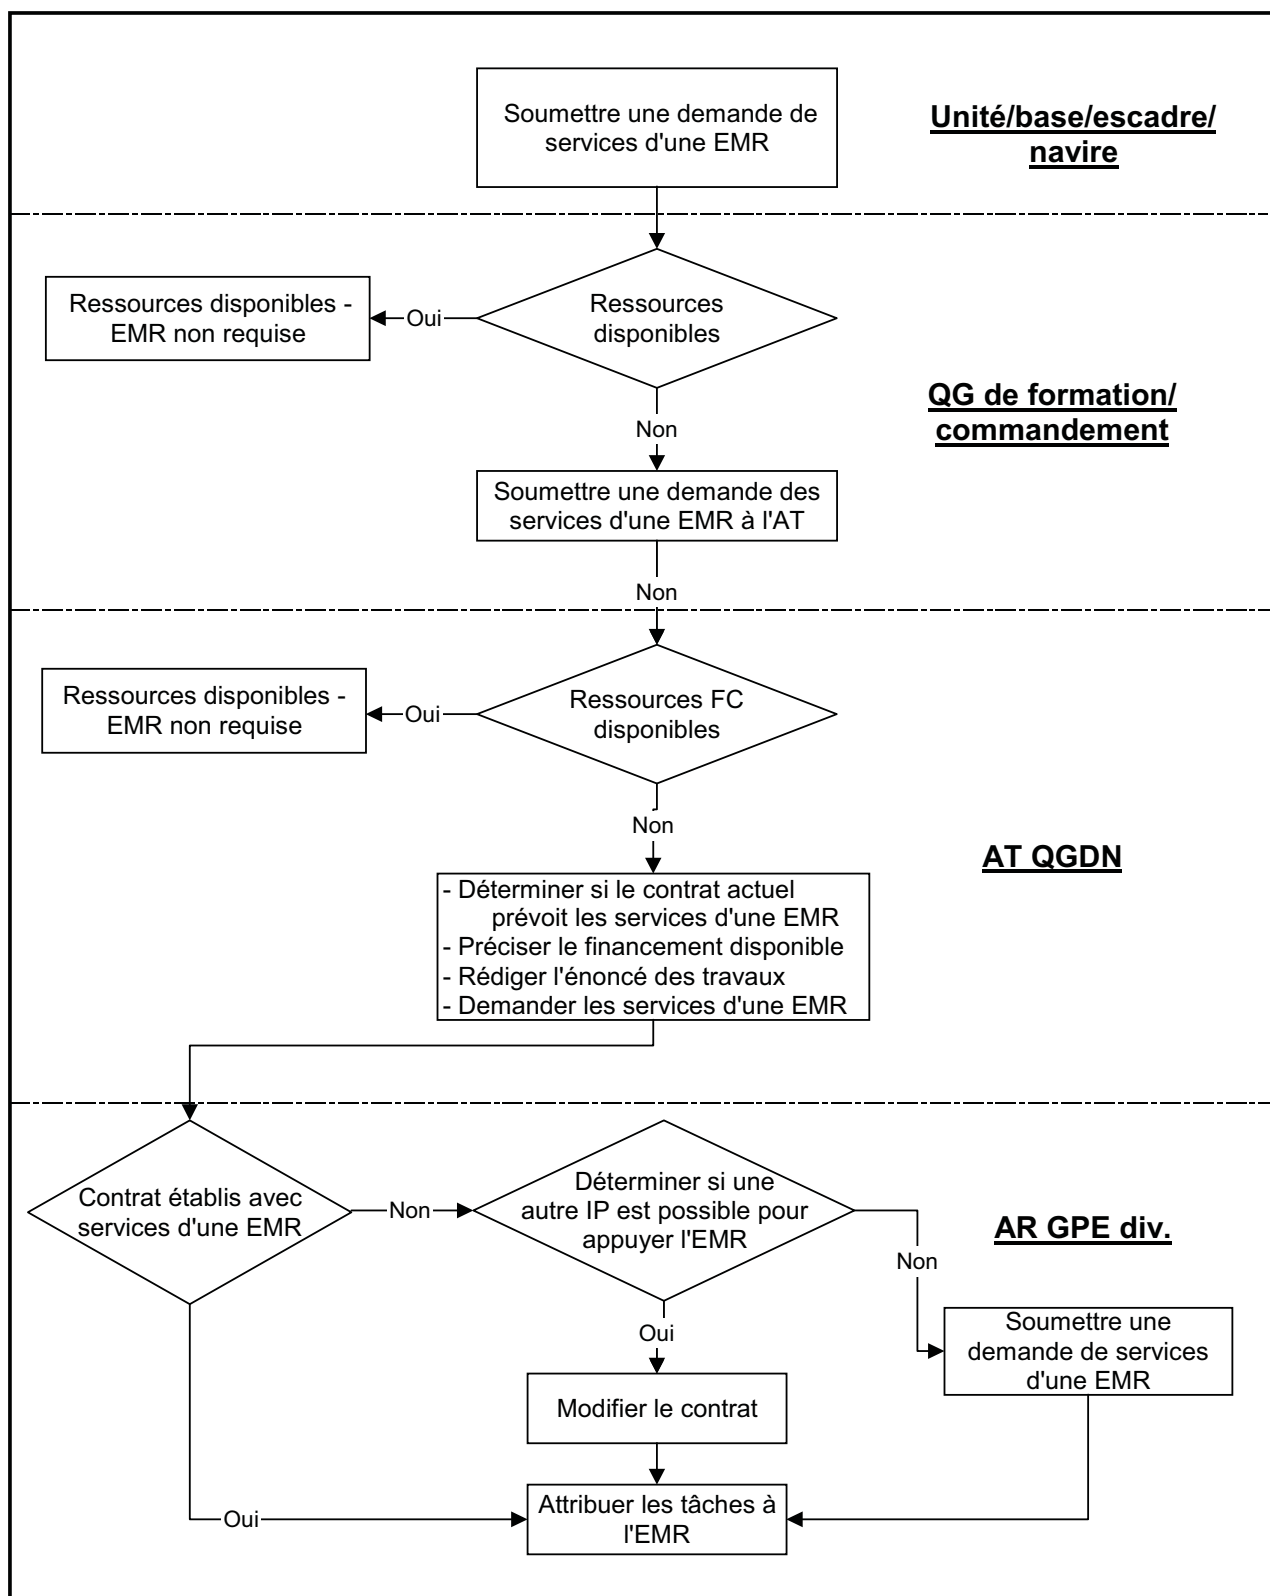 Soumettre une demande de
services d'une EMR
Unité/base/escadre/
navire
Ressources disponibles -
EMR non requise
Oui
Ressources
disponibles
QG de formation/
commandement
Non
Soumettre une demande des
services d'une EMR à l'AT
Non
Ressources disponibles -
EMR non requise
Oui
Ressources FC
disponibles
Non
AT QGDN
- Déterminer si le contrat actuel
prévoit les services d'une EMR
- Préciser le financement disponible
- Rédiger l'énoncé des travaux
- Demander les services d'une EMR
Contrat établis avec
services d'une EMR
Non
Déterminer si une
autre IP est possible pour
appuyer l'EMR
AR GPE div.
Non
Oui
Soumettre une
demande de services
d'une EMR
Modifier le contrat
Oui
Attribuer les tâches à
l'EMR